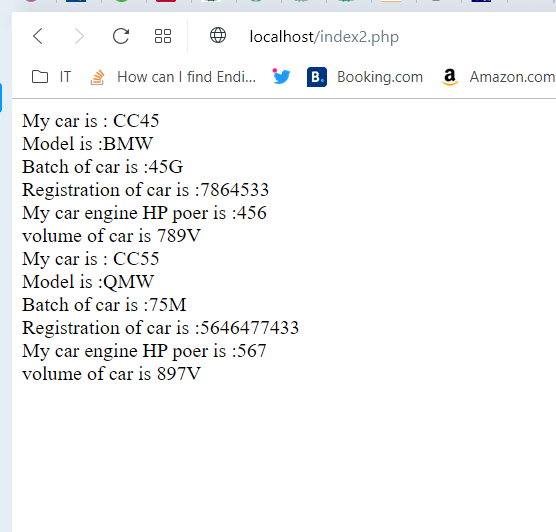 localhost/index2.php
IT How can I find Endi... B. Booking.com a Amazon.com
My car is : CC45
Model is :BMW
Batch of car is :45G
Registration of car is :7864533
My car engine HP poer is :456
volume of car is 789V
My car is : CC55
Model is :QMW
Batch of car is :75M
Registration of car is :5646477433
My car engine HP poer is :567
volume of car is 897V